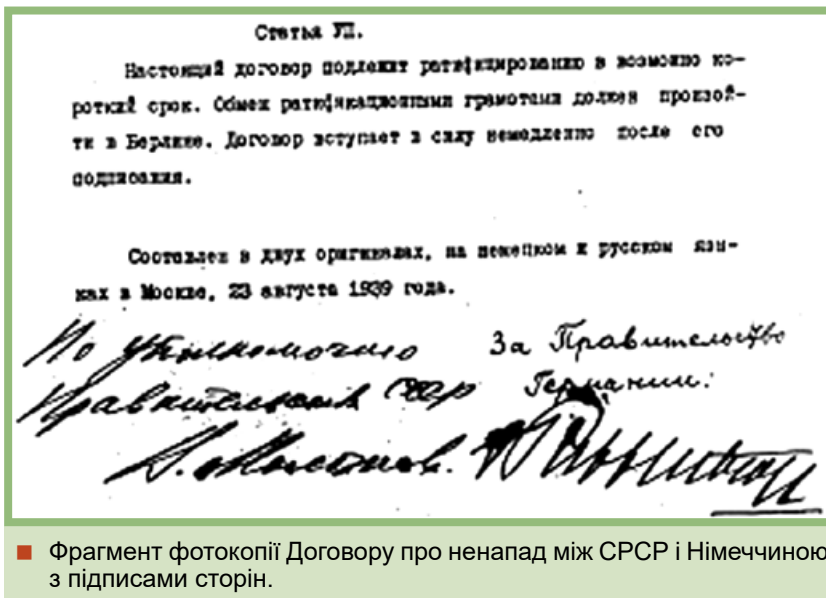 Статья УП.
Настоящий договор подлежит ратифицированию в возможно ко-
роткий срок. Обмен ратификационными грамотами должен произой-
ти в Берлине. Договор вступает в силу немедленно после его
подписания.
Составлен в двух оригиналах, на немецком и русском язы-
ках в Москве, 23 августа 1939 года.
По уполномочию
За Правительство
Правительства СССР
Германии:
В. Молотов.
Фрагмент фотокопії Договору про ненапад між СРСР і Німеччиною
з підписами сторін.